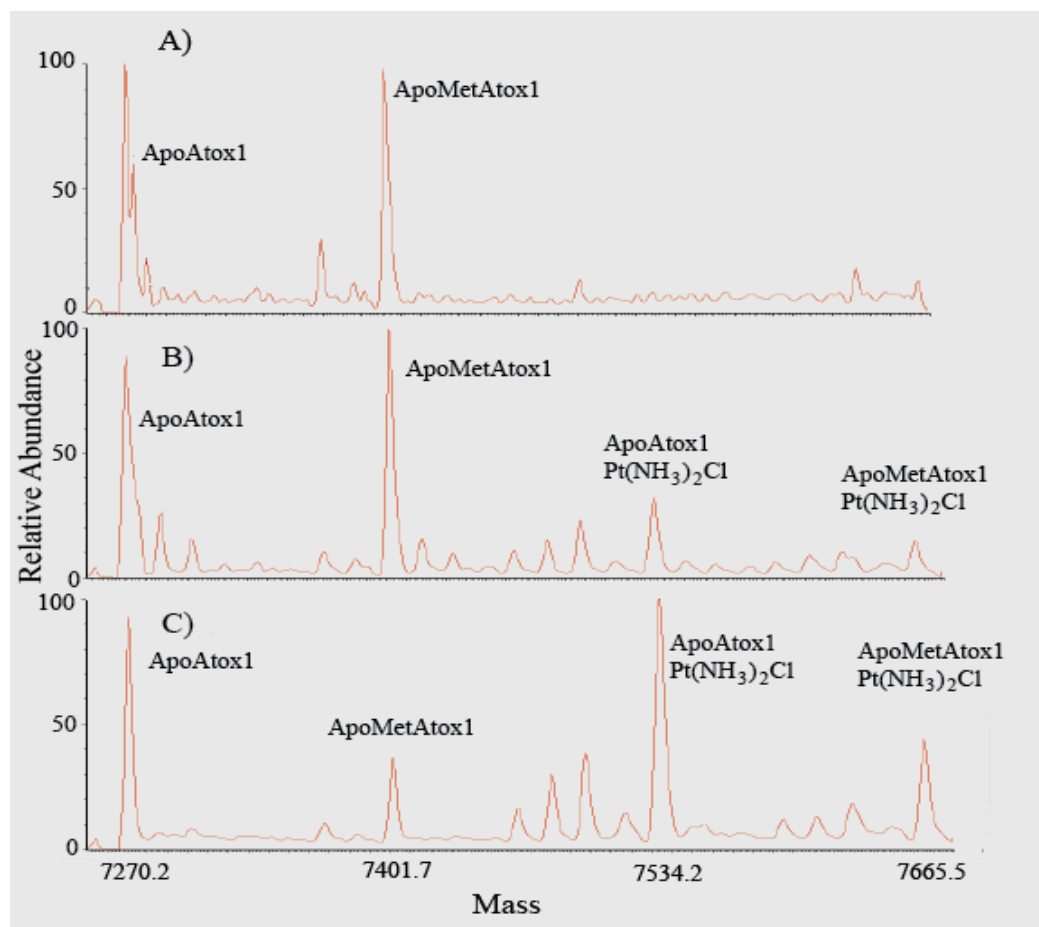 A)
100
ApoMetAtox1
ApoAtox1
50
0
100
B)
ApoMetAtox1
ApoAtox1
50
ApoAtox1
Pt(NH₃)₂Cl
ApoMetAtox1
Pt(NH₃)₂Cl
0
Relative Abundance
100
C)
ApoAtox1
ApoAtox1
Pt(NH₃)₂Cl
ApoMetAtox1
Pt(NH₃)₂Cl
50
ApoMetAtox1
0
7270.2 7401.7 7534.2 7665.5
Mass